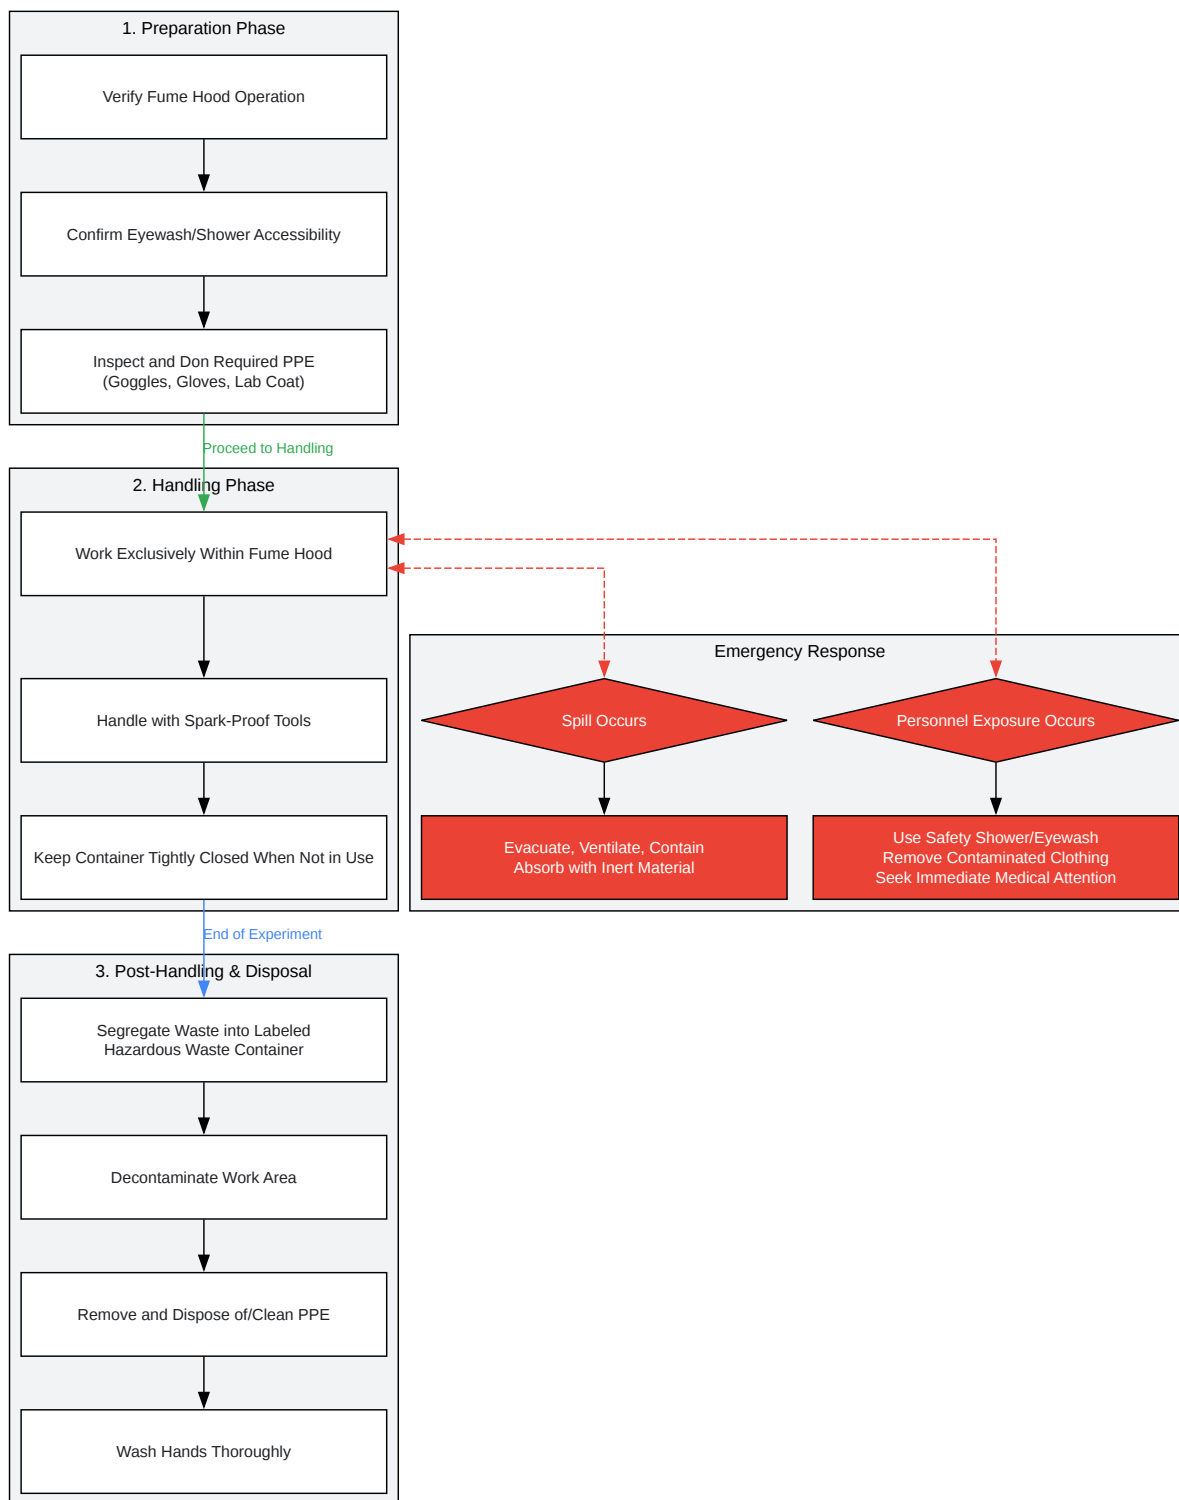 1. Preparation Phase
Verify Fume Hood Operation
Confirm Eyewash/Shower Accessibility
Inspect and Don Required PPE
(Goggles, Gloves, Lab Coat)
Proceed to Handling
2. Handling Phase
Work Exclusively Within Fume Hood
Handle with Spark-Proof Tools
Keep Container Tightly Closed When Not in Use
Emergency Response
Spill Occurs
Evacuate, Ventilate, Contain
Absorb with Inert Material
Personnel Exposure Occurs
Use Safety Shower/Eyewash
Remove Contaminated Clothing
Seek Immediate Medical Attention
End of Experiment
3. Post-Handling & Disposal
Segregate Waste into Labeled
Hazardous Waste Container
Decontaminate Work Area
Remove and Dispose of/Clean PPE
Wash Hands Thoroughly